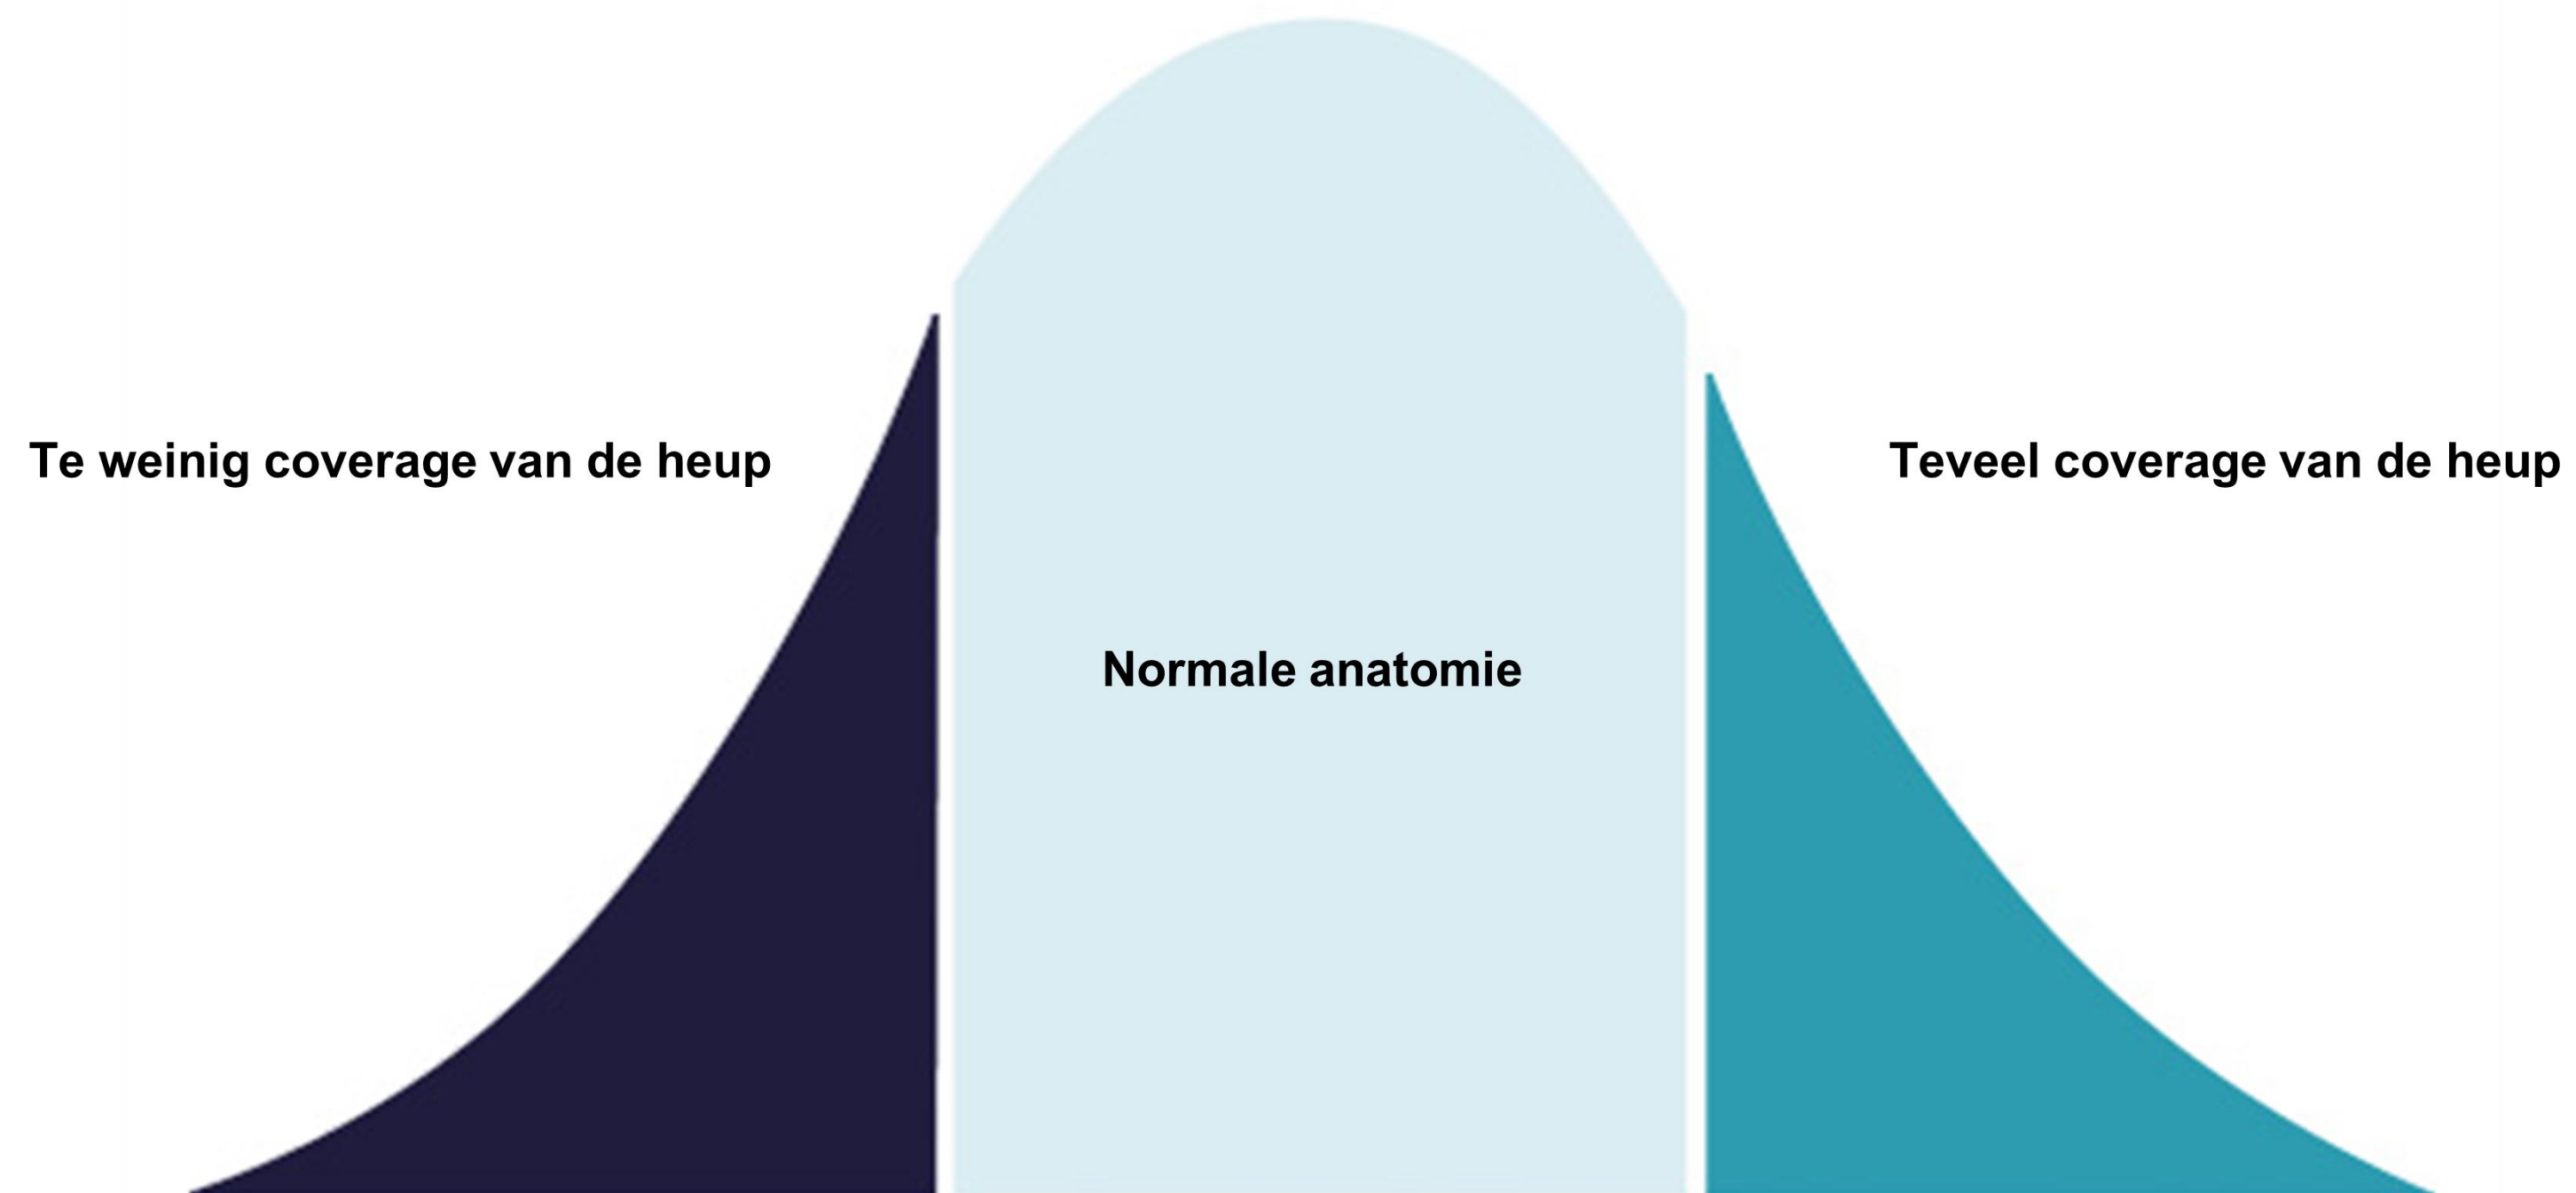 Te weinig coverage van de heup
Teveel coverage van de heup
Normale anatomie